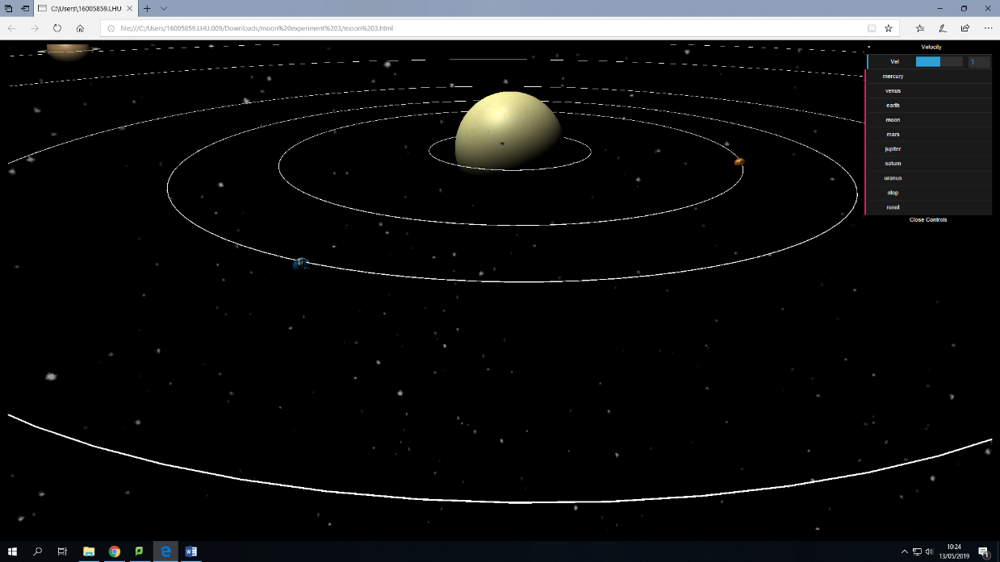 C:\Users\16005859.LHU
file:///C:/Users/16005859.LHU.009/Downloads/moon%20experiment%203/moon%203.html
Velocity
Vel 1
mercury
venus
earth
moon
mars
jupiter
saturn
uranus
stop
reset
Close Controls
10:24
13/05/2019
1